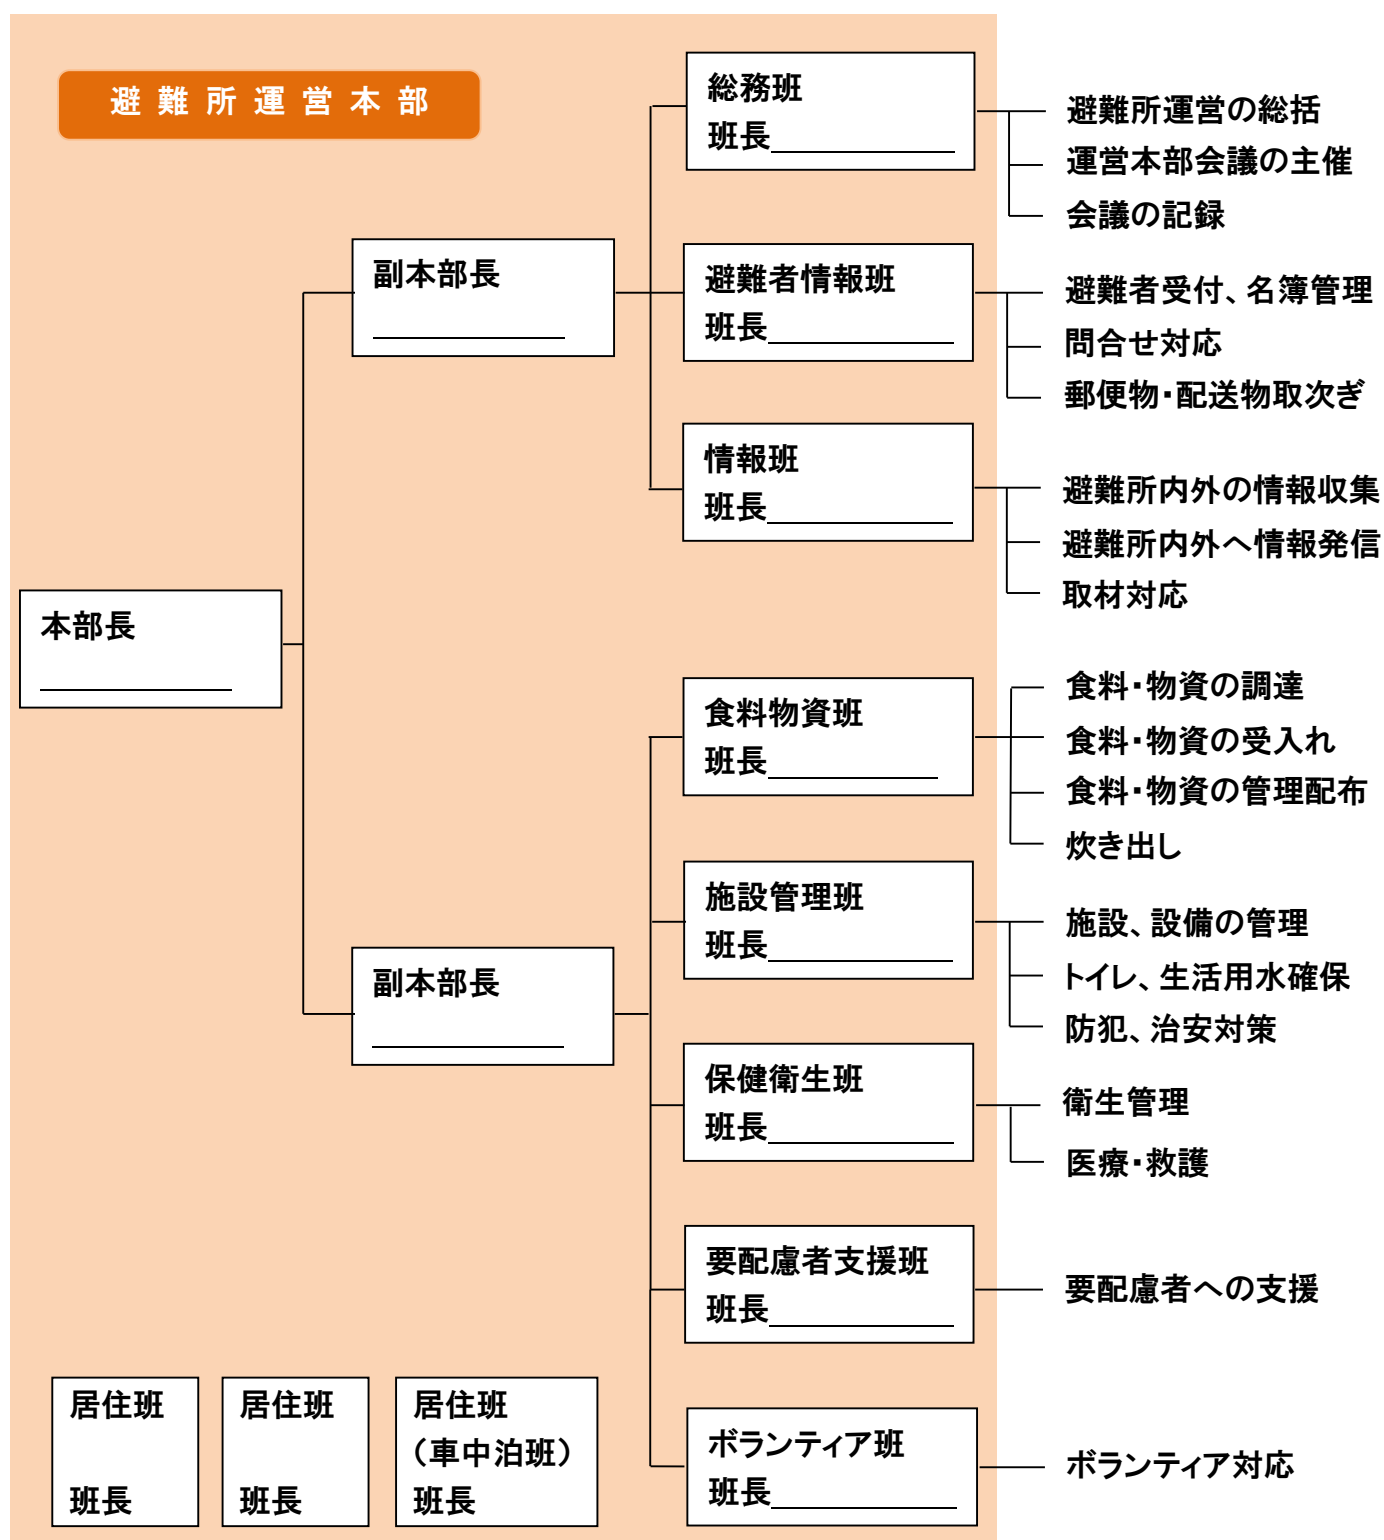 避難所運営本部
本部長
副本部長
総務班
班長
避難所運営の総括
運営本部会議の主催
会議の記録
避難者情報班
班長
避難者受付、名簿管理
問合せ対応
郵便物・配送物取次ぎ
情報班
班長
避難所内外の情報収集
避難所内外へ情報発信
取材対応
副本部長
食料物資班
班長
食料・物資の調達
食料・物資の受入れ
食料・物資の管理配布
炊き出し
施設管理班
班長
施設、設備の管理
トイレ、生活用水確保
防犯、治安対策
保健衛生班
班長
衛生管理
医療・救護
要配慮者支援班
班長
要配慮者への支援
ボランティア班
班長
ボランティア対応
居住班
班長
居住班
班長
居住班
（車中泊班）
班長